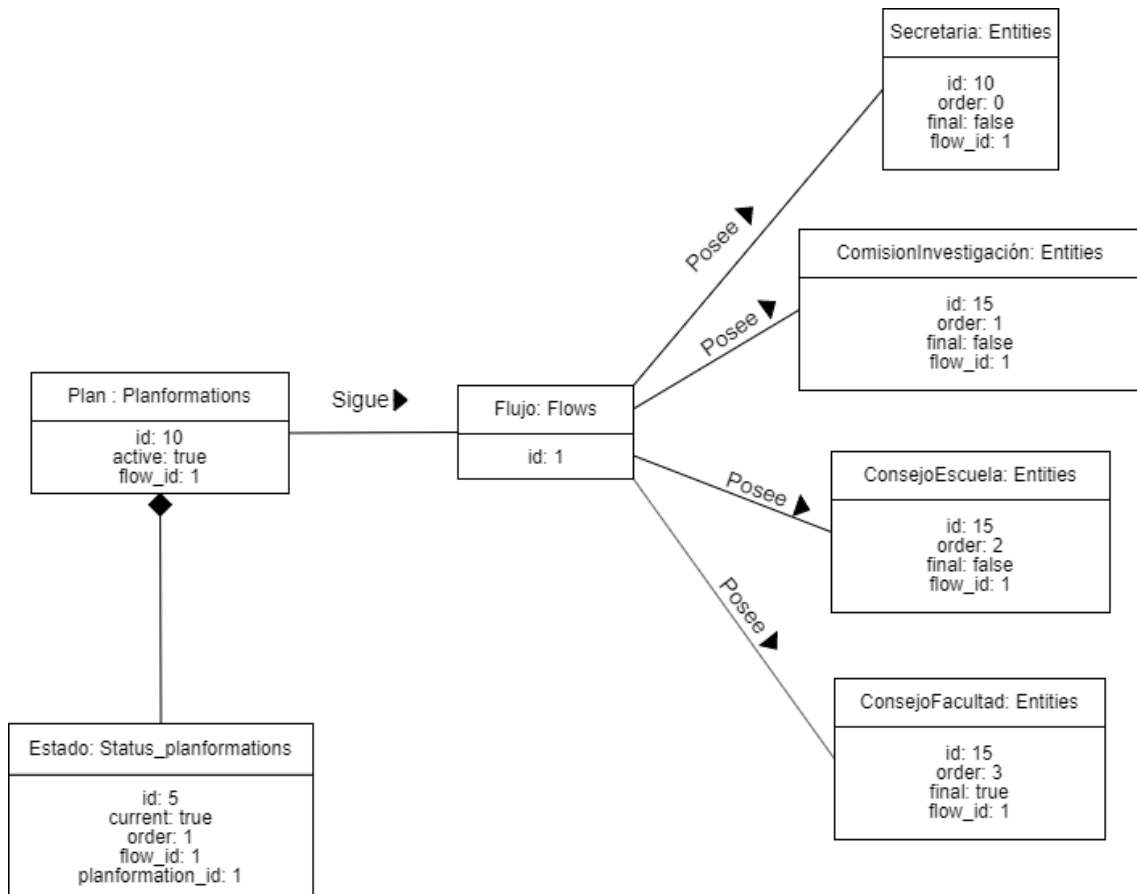 Secretaria: Entities
id: 10
order: 0
final: false
flow_id: 1
Posee
ComisionInvestigación: Entities
id: 15
order: 1
final: false
flow_id: 1
Posee
Plan : Planformations
id: 10
active: true
flow_id: 1
Sigue
Flujo: Flows
id: 1
Posee
ConsejoEscuela: Entities
id: 15
order: 2
final: false
flow_id: 1
Posee
ConsejoFacultad: Entities
id: 15
order: 3
final: true
flow_id: 1
Estado: Status_planformations
id: 5
current: true
order: 1
flow_id: 1
planformation_id: 1